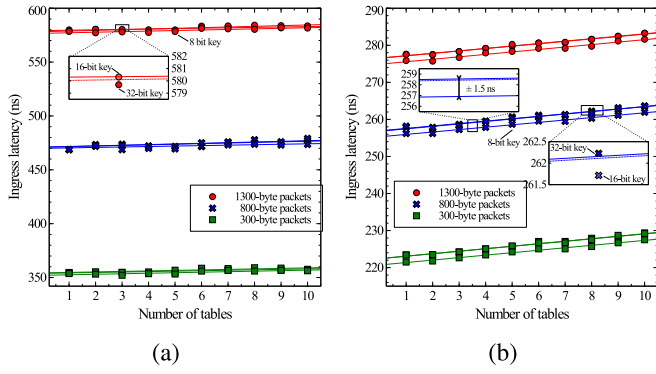 600
550
500
450
400
350
Ingress latency (ns)
582
581
580
579
16-bit key
32-bit key
8-bit key
1300-byte packets
800-byte packets
300-byte packets
1 2 3 4 5 6 7 8 9 10
Number of tables
(a)
290
280
270
260
250
240
230
220
Ingress latency (ns)
259
258
257
256
± 1.5 ns
8-bit key
262.5
262
261.5
32-bit key
16-bit key
1300-byte packets
800-byte packets
300-byte packets
1 2 3 4 5 6 7 8 9 10
Number of tables
(b)